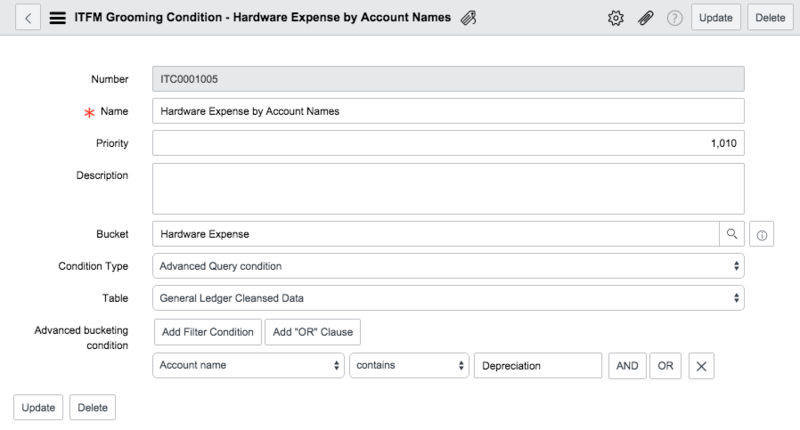 ITFM Grooming Condition - Hardware Expense by Account Names
Update
Delete
Number
ITC0001005
Name
Hardware Expense by Account Names
Priority
1,010
Description
Bucket
Hardware Expense
Condition Type
Advanced Query condition
Table
General Ledger Cleansed Data
Advanced bucketing
condition
Add Filter Condition
Add "OR" Clause
Account name
contains
Depreciation
AND
OR
Update
Delete